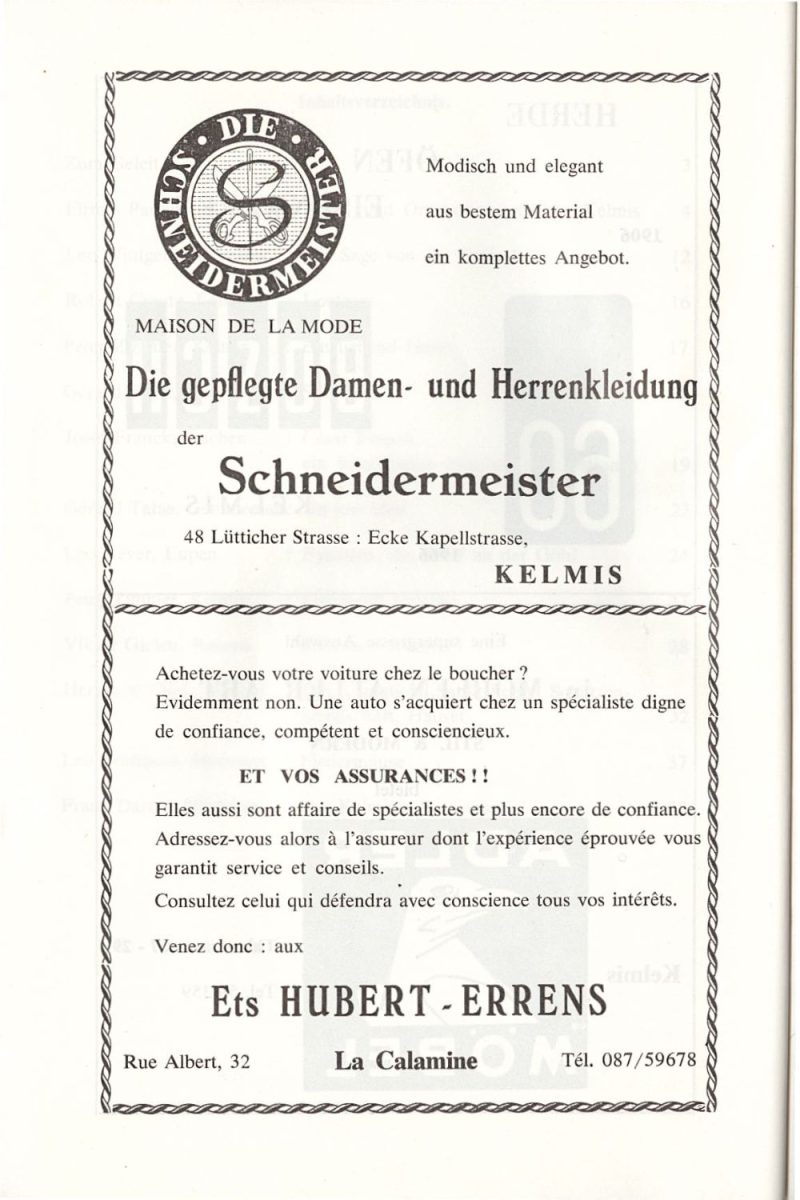 DIE · SCHNEIDERMEISTER ·
S
Modisch und elegant
aus bestem Material
ein komplettes Angebot.
MAISON DE LA MODE
Die gepflegte Damen- und Herrenkleidung
der
Schneidermeister
48 Lütticher Strasse : Ecke Kapellstrasse,
KELMIS
Achetez-vous votre voiture chez le boucher ?
Evidemment non. Une auto s'acquiert chez un spécialiste digne
de confiance, compétent et consciencieux.
ET VOS ASSURANCES ! !
Elles aussi sont affaire de spécialistes et plus encore de confiance.
Adressez-vous alors à l'assureur dont l'expérience éprouvée vous
garantit service et conseils.
Consultez celui qui défendra avec conscience tous vos intérêts.
Venez donc : aux
Ets HUBERT - ERRENS
Rue Albert, 32 La Calamine Tél. 087/59678